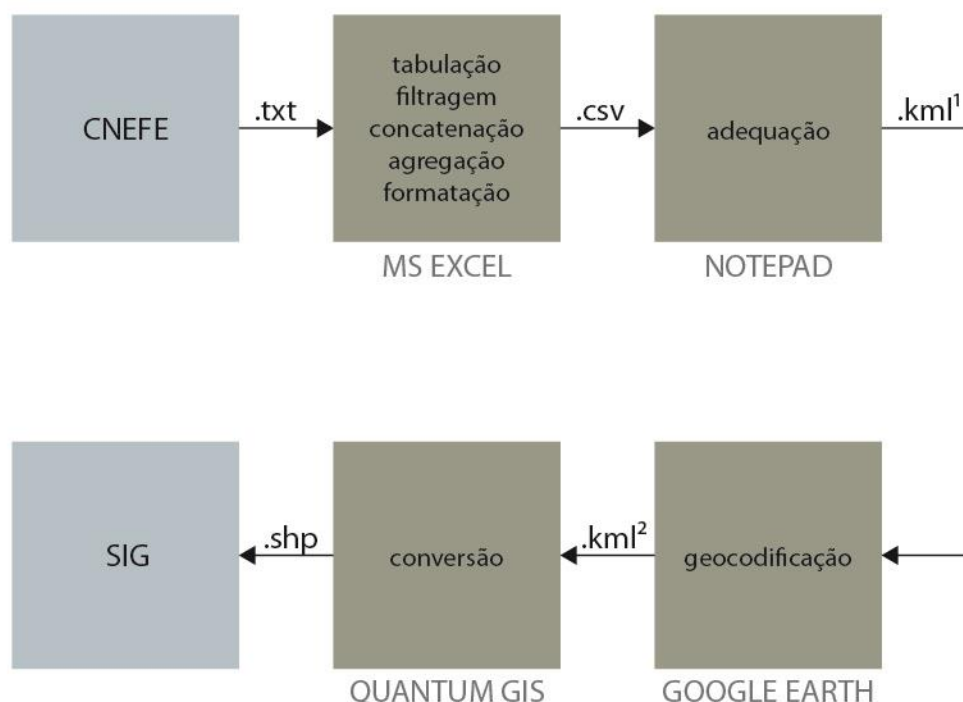 CNEFE
.txt
tabulação
filtragem
concatenação
agregação
formatação
MS EXCEL
.csv
adequação
NOTEPAD
.kml¹
geocodificação
GOOGLE EARTH
.kml²
conversão
QUANTUM GIS
.shp
SIG